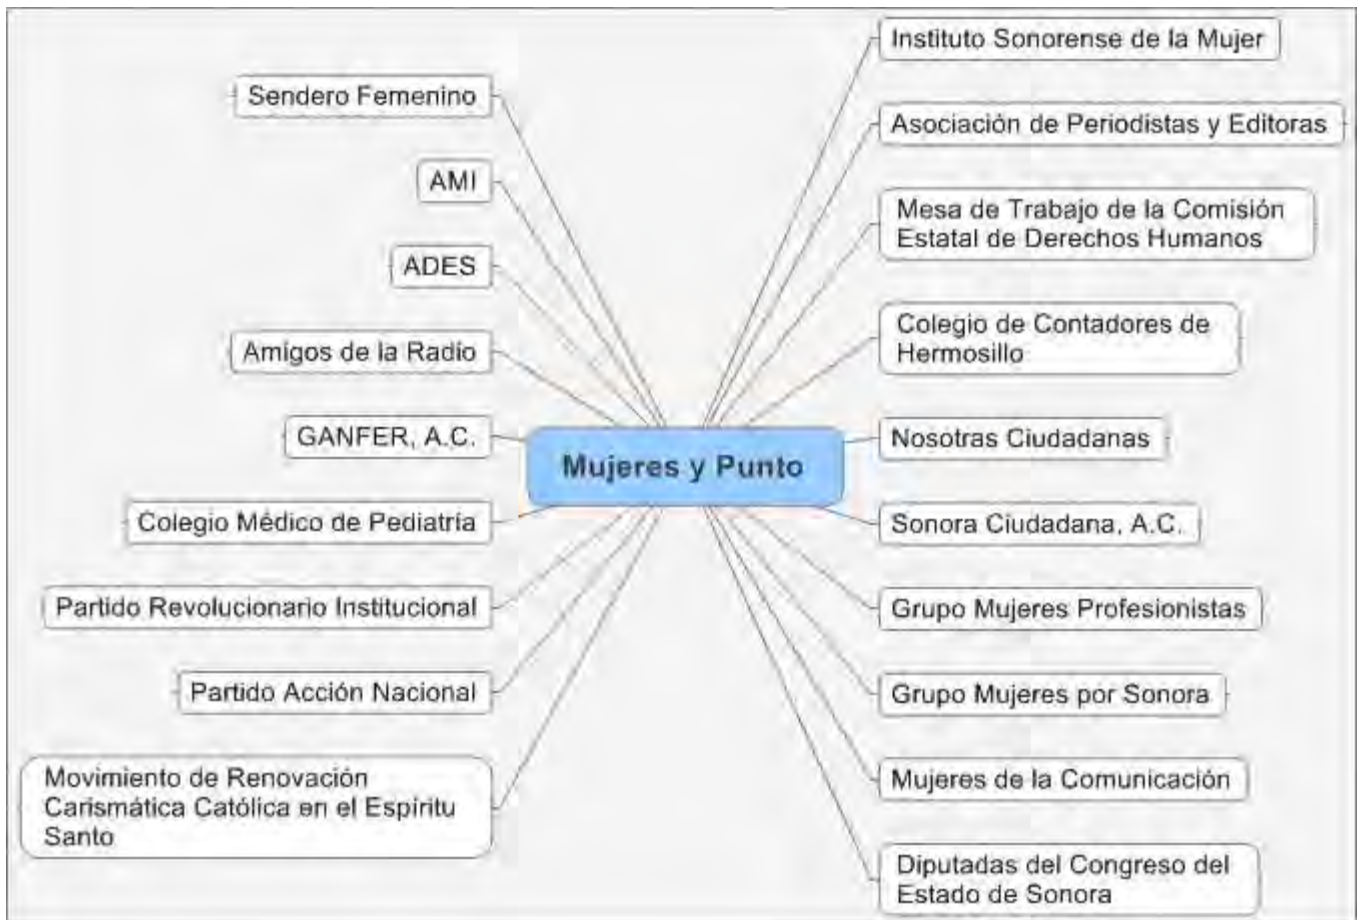 Sendero Femenino
AMI
ADES
Amigos de la Radio
GANFER, A.C.
Colegio Médico de Pediatría
Partido Revolucionario Institucional
Partido Acción Nacional
Movimiento de Renovación
Carismática Católica en el Espíritu
Santo
Mujeres y Punto
Instituto Sonorense de la Mujer
Asociación de Periodistas y Editoras
Mesa de Trabajo de la Comisión
Estatal de Derechos Humanos
Colegio de Contadores de
Hermosillo
Nosotras Ciudadanas
Sonora Ciudadana, A.C.
Grupo Mujeres Profesionistas
Grupo Mujeres por Sonora
Mujeres de la Comunicación
Diputadas del Congreso del
Estado de Sonora